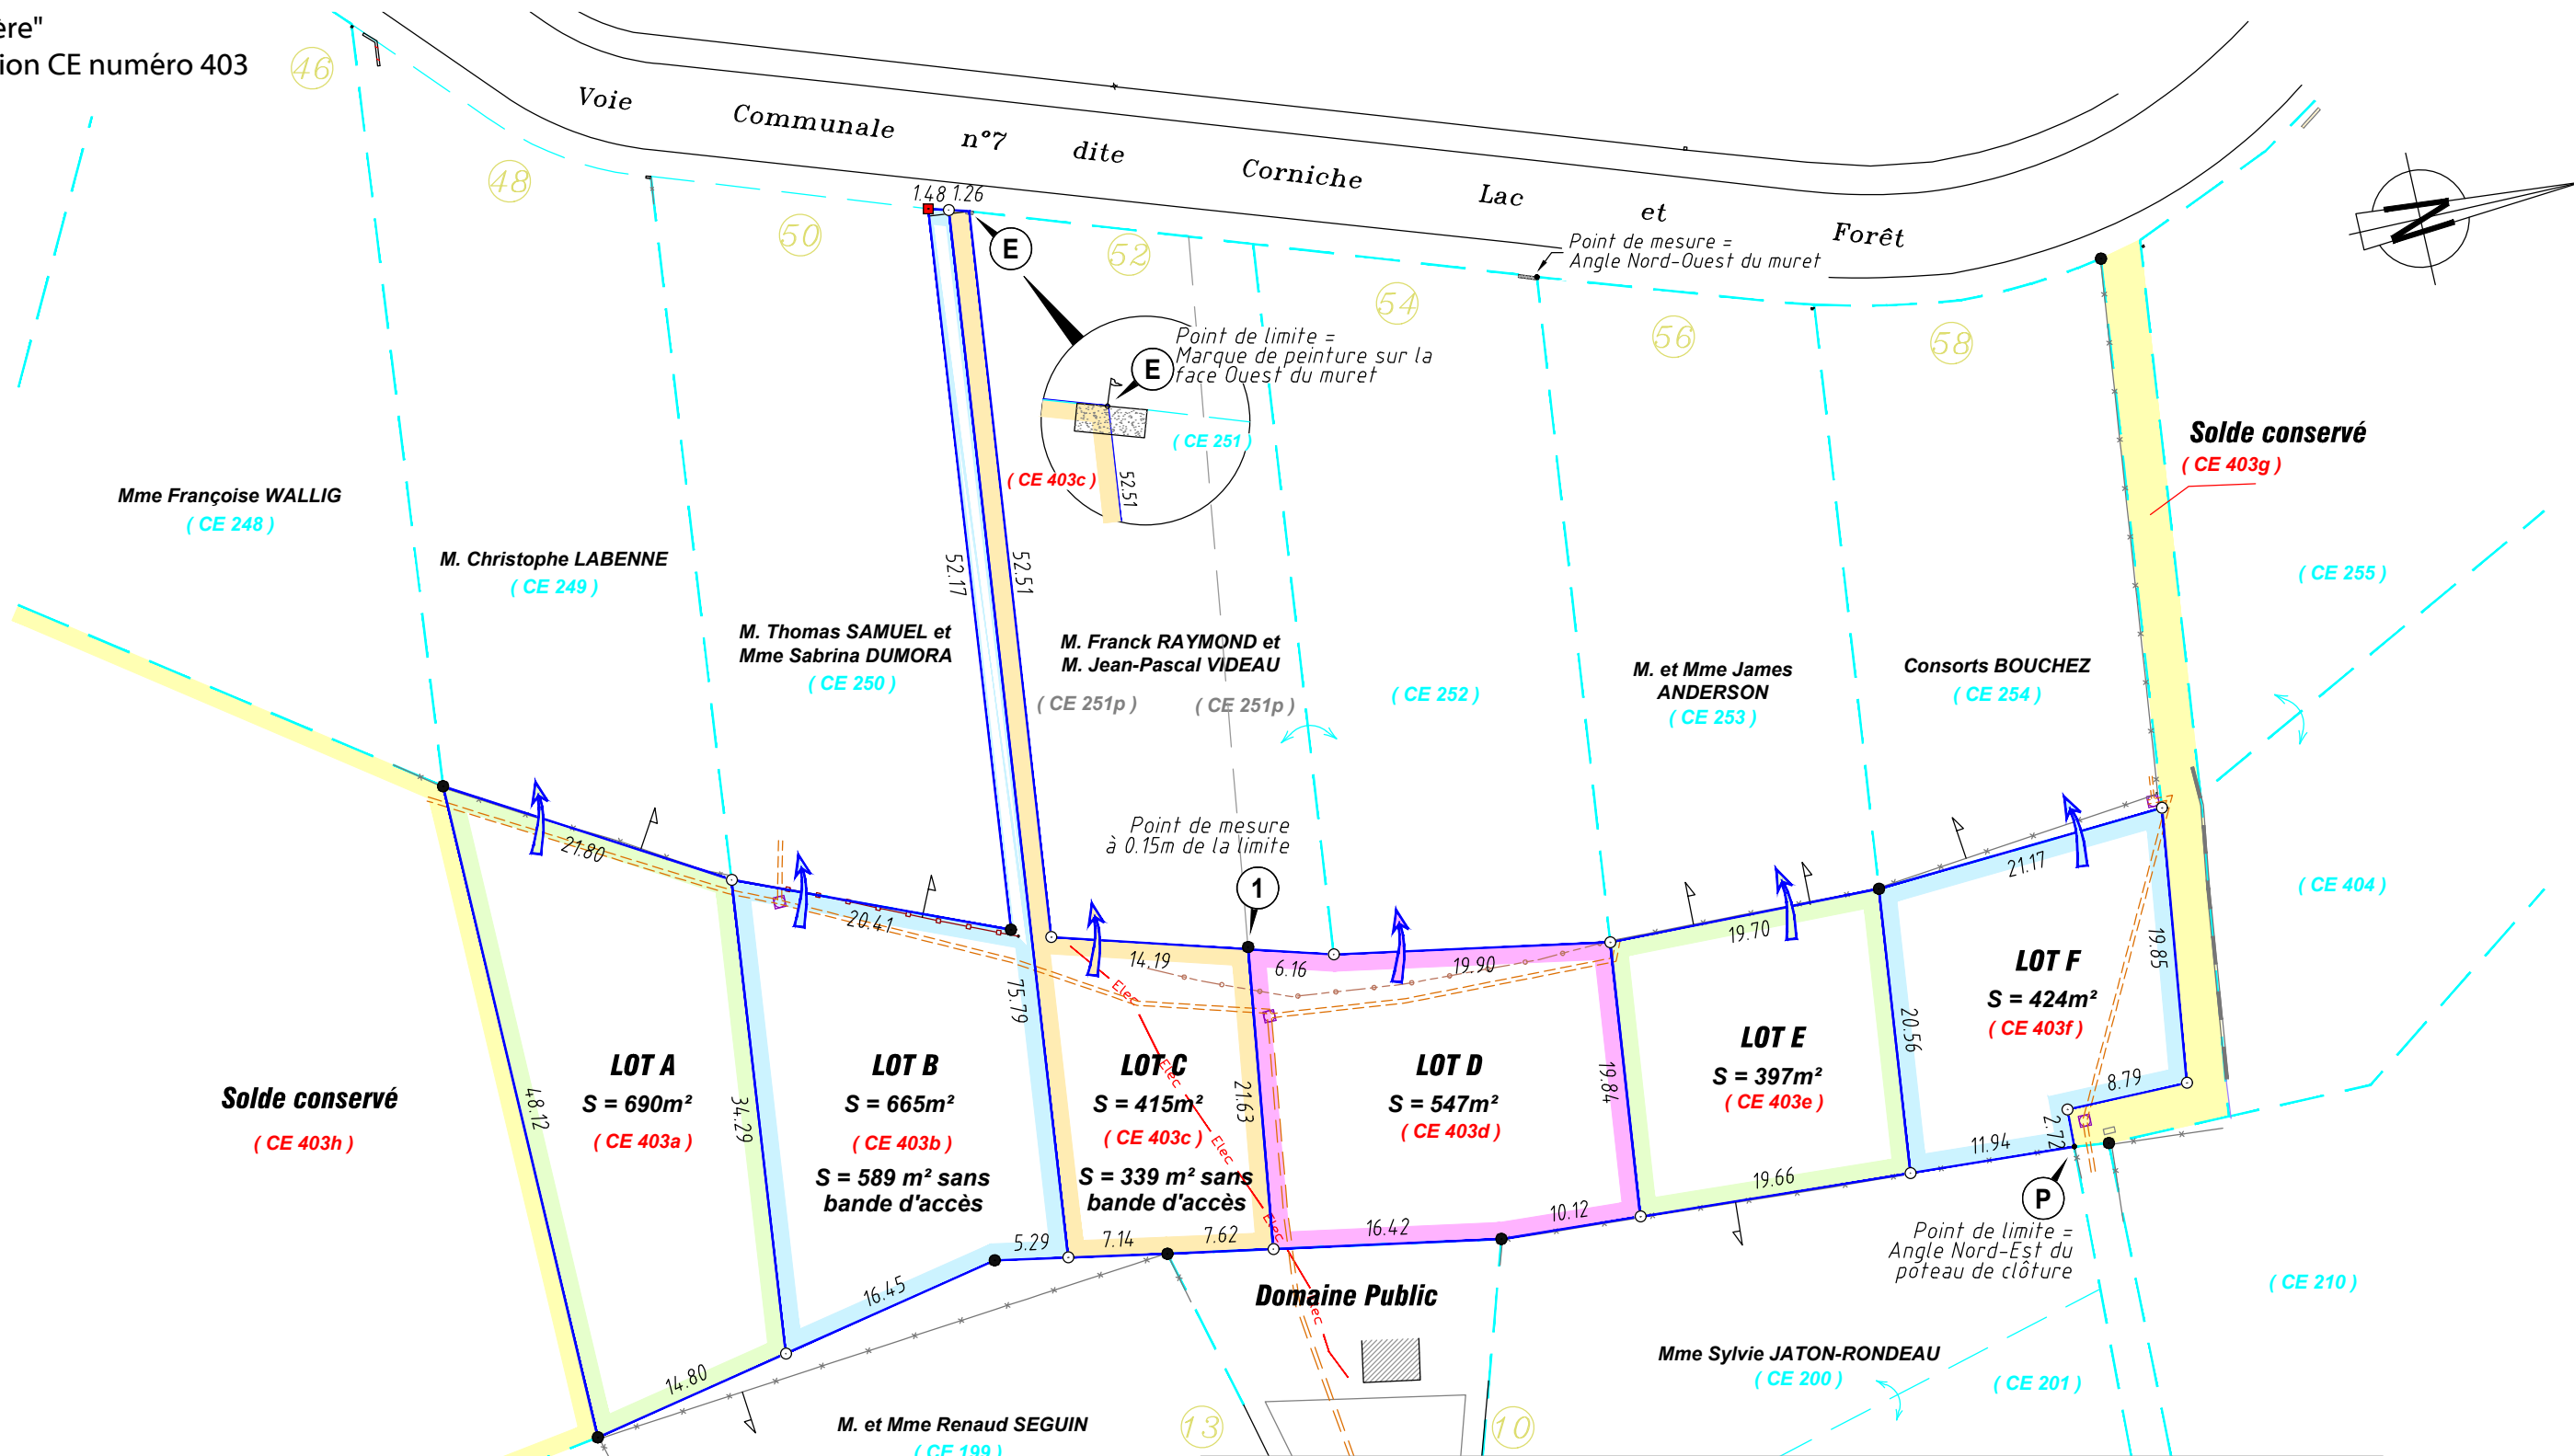 ère"
ion CE numéro 403
46
Voie Communale n°7 dite Corniche Lac et Forêt
48
50
52
54
56
58
1.48 1.26
E
Point de mesure =
Angle Nord-Ouest du muret
N
Point de limite =
Marque de peinture sur la
face Ouest du muret
E
( CE 251 )
( CE 403c )
52.51
Solde conservé
( CE 403g )
Mme Françoise WALLIG
( CE 248 )
M. Christophe LABENNE
( CE 249 )
M. Thomas SAMUEL et
Mme Sabrina DUMORA
( CE 250 )
52.17
52.51
M. Franck RAYMOND et
M. Jean-Pascal VIDEAU
( CE 251p )
( CE 251p )
( CE 252 )
M. et Mme James
ANDERSON
( CE 253 )
Consorts BOUCHEZ
( CE 254 )
( CE 255 )
( CE 404 )
Point de mesure
à 0.15m de la limite
1
21.80
20.41
75.79
14.19
6.16
19.90
19.70
21.17
19.85
Elec
Elec
Elec
Elec
Elec
Solde conservé
( CE 403h )
48.12
LOT A
S = 690m²
( CE 403a )
34.29
LOT B
S = 665m²
( CE 403b )
S = 589 m² sans
bande d'accès
LOT C
S = 415m²
( CE 403c )
S = 339 m² sans
bande d'accès
21.63
LOT D
S = 547m²
( CE 403d )
19.84
LOT E
S = 397m²
( CE 403e )
20.56
LOT F
S = 424m²
( CE 403f )
8.79
2.72
11.94
19.66
10.12
16.42
7.62
7.14
5.29
16.45
14.80
P
Point de limite =
Angle Nord-Est du
poteau de clôture
Domaine Public
Mme Sylvie JATON-RONDEAU
( CE 200 )
( CE 201 )
( CE 210 )
M. et Mme Renaud SEGUIN
( CE 199 )
13
10